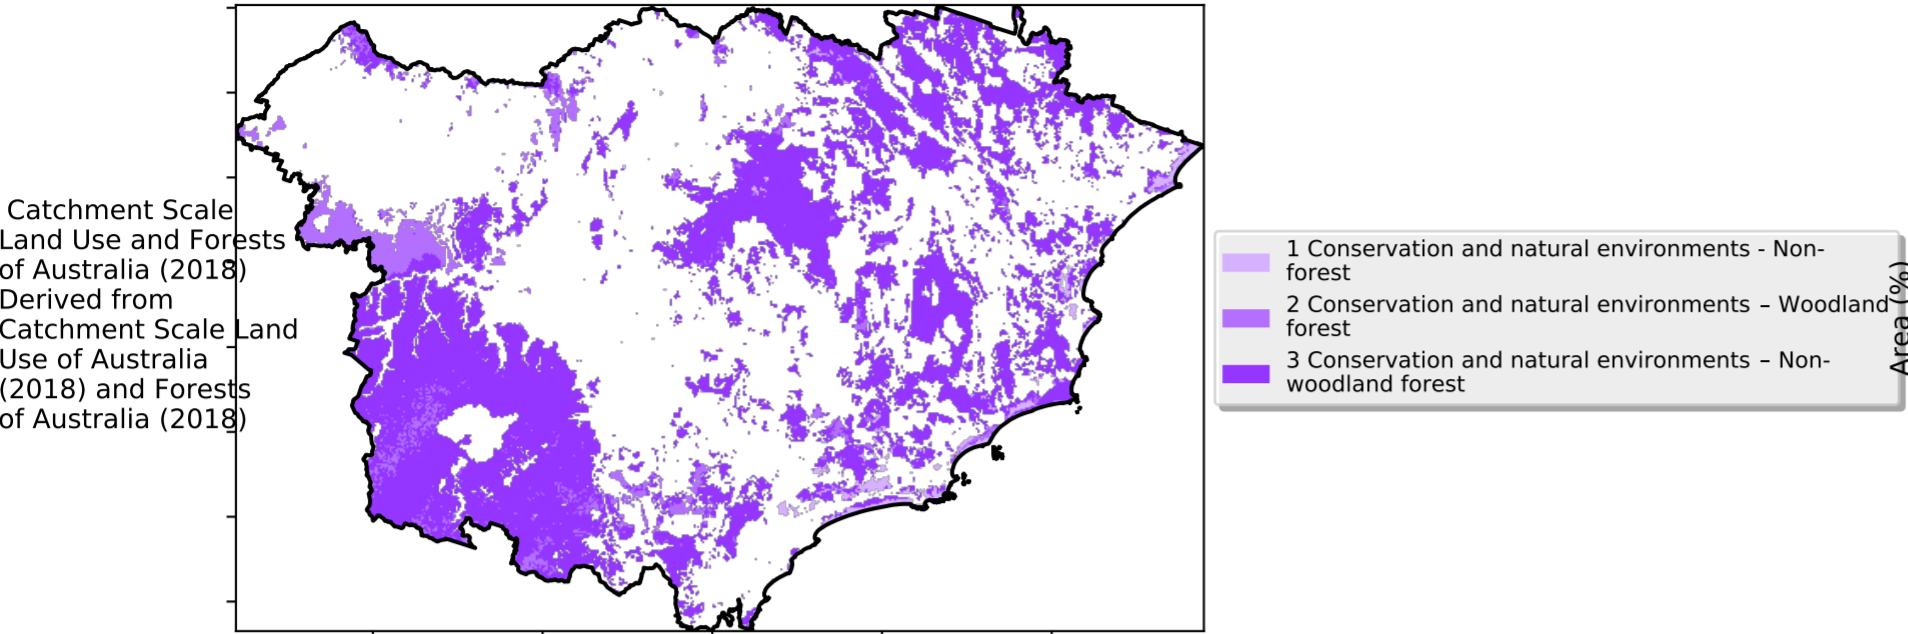 Catchment Scale
Land Use and Forests
of Australia (2018)
Derived from
Catchment Scale Land
Use of Australia
(2018) and Forests
of Australia (2018)
1 Conservation and natural environments - Non-
forest
2 Conservation and natural environments – Woodland
forest
3 Conservation and natural environments – Non-
woodland forest
Area (%)